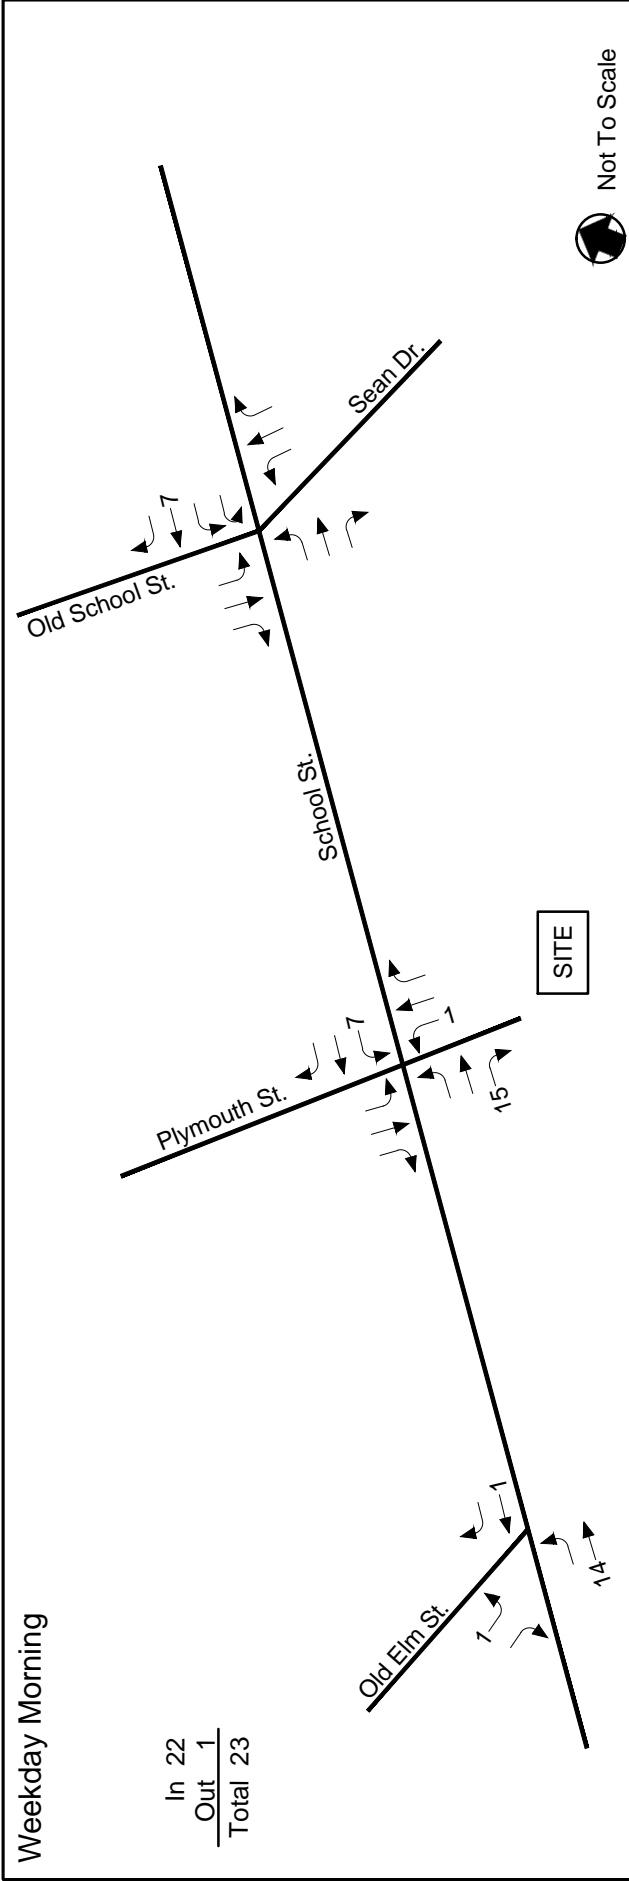 Weekday Morning
In 22
Out 1
Total 23
Old Elm St.
1
1
14
Plymouth St.
7
1
15
SITE
School St.
Old School St.
7
Sean Dr.
Not To Scale